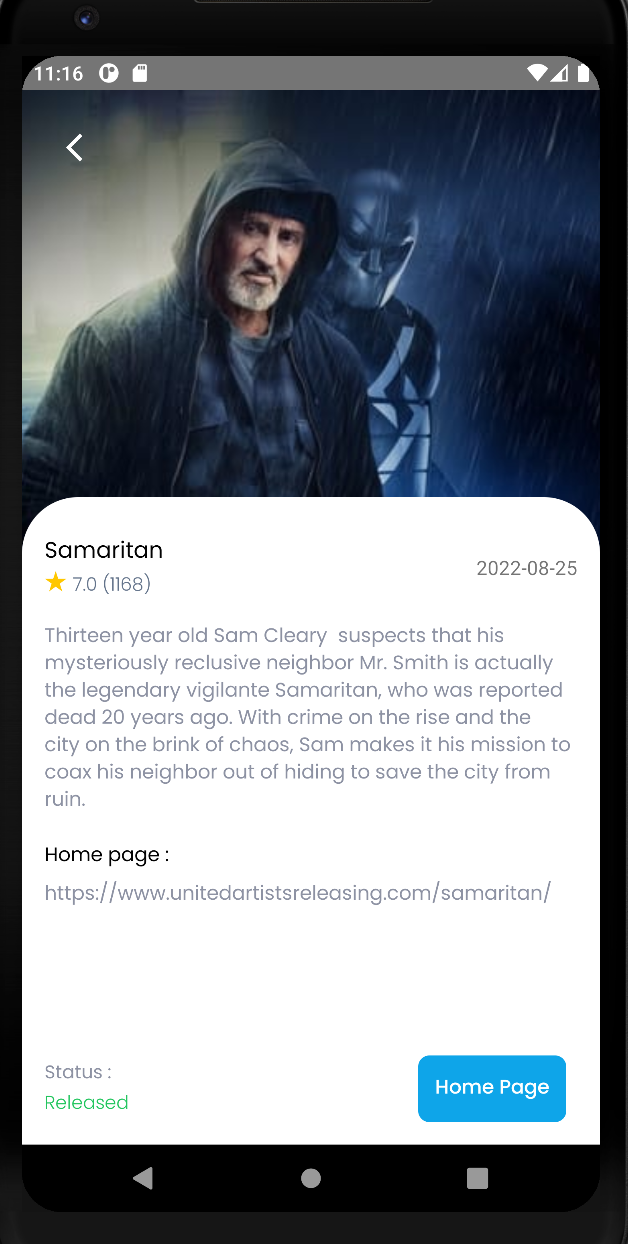 11:16
Samaritan
7.0 (1168)
2022-08-25
Thirteen year old Sam Cleary  suspects that his
mysteriously reclusive neighbor Mr. Smith is actually
the legendary vigilante Samaritan, who was reported
dead 20 years ago. With crime on the rise and the
city on the brink of chaos, Sam makes it his mission to
coax his neighbor out of hiding to save the city from
ruin.
Home page :
https://www.unitedartistsreleasing.com/samaritan/
Status :
Released
Home Page